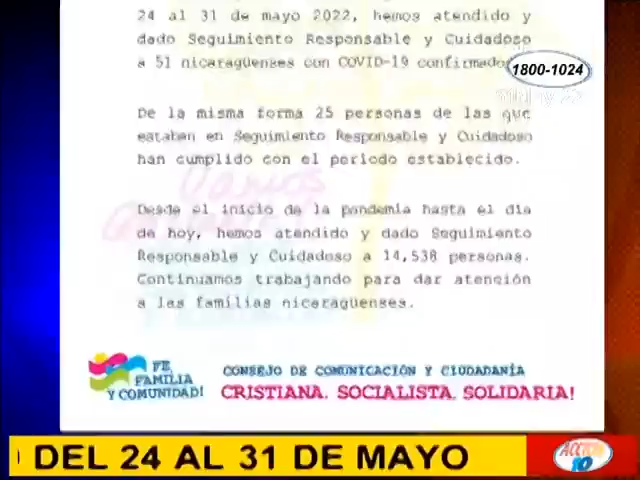 24 al 31 de mayo 2022, hemos atendido y
dado Seguimiento Responsable y Cuidadoso
a 51 nicaragüenses con COVID-19 confirmado
1800-1024
De la misma forma 25 personas de las que
estaban en Seguimiento Responsable y Cuidadoso
han cumplido con el periodo establecido.
Desde el inicio de la pandemia hasta el día
de hoy, hemos atendido y dado Seguimiento
Responsable y Cuidadoso a 14,538 personas.
Continuamos trabajando para dar atención
a las familias nicaragüenses.
FE,
FAMILIA
Y COMUNIDAD!
CONSEJO DE COMUNICACIÓN Y CIUDADANÍA
CRISTIANA, SOCIALISTA, SOLIDARIA!
DEL 24 AL 31 DE MAYO
ACCION
10